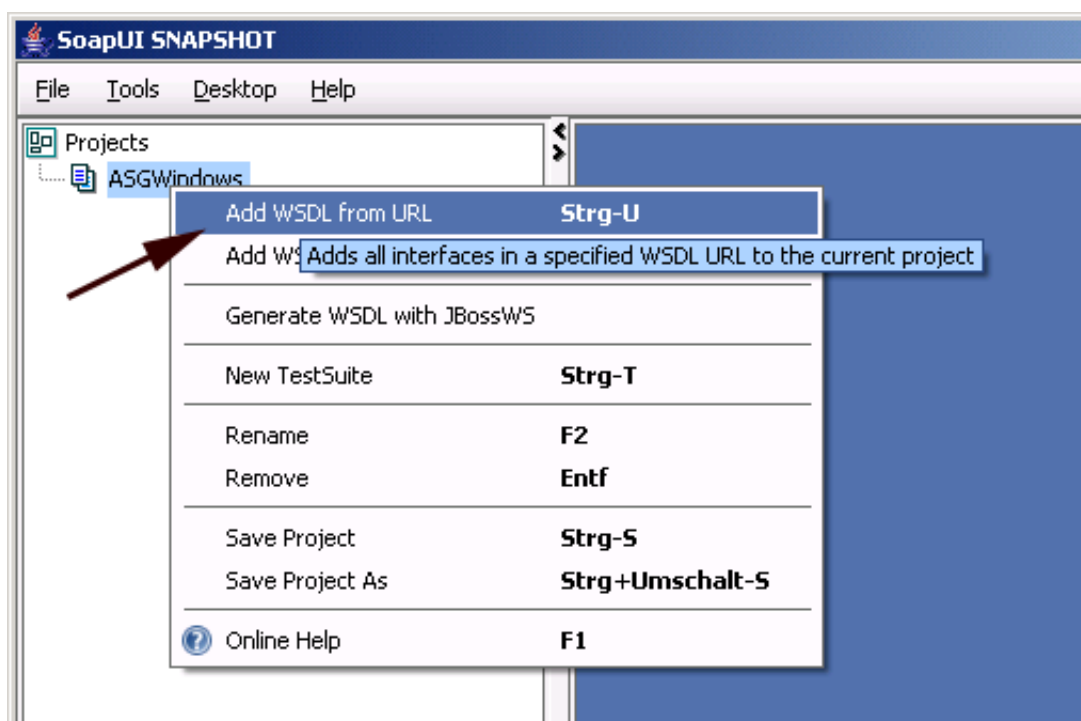 SoapUI SNAPSHOT
File Tools Desktop Help
Projects
ASGWindows
Add WSDL from URL Strg-U
Add WS
Adds all interfaces in a specified WSDL URL to the current project
Generate WSDL with JBossWS
New TestSuite Strg-T
Rename F2
Remove Entf
Save Project Strg-S
Save Project As Strg+Umschalt-S
Online Help F1